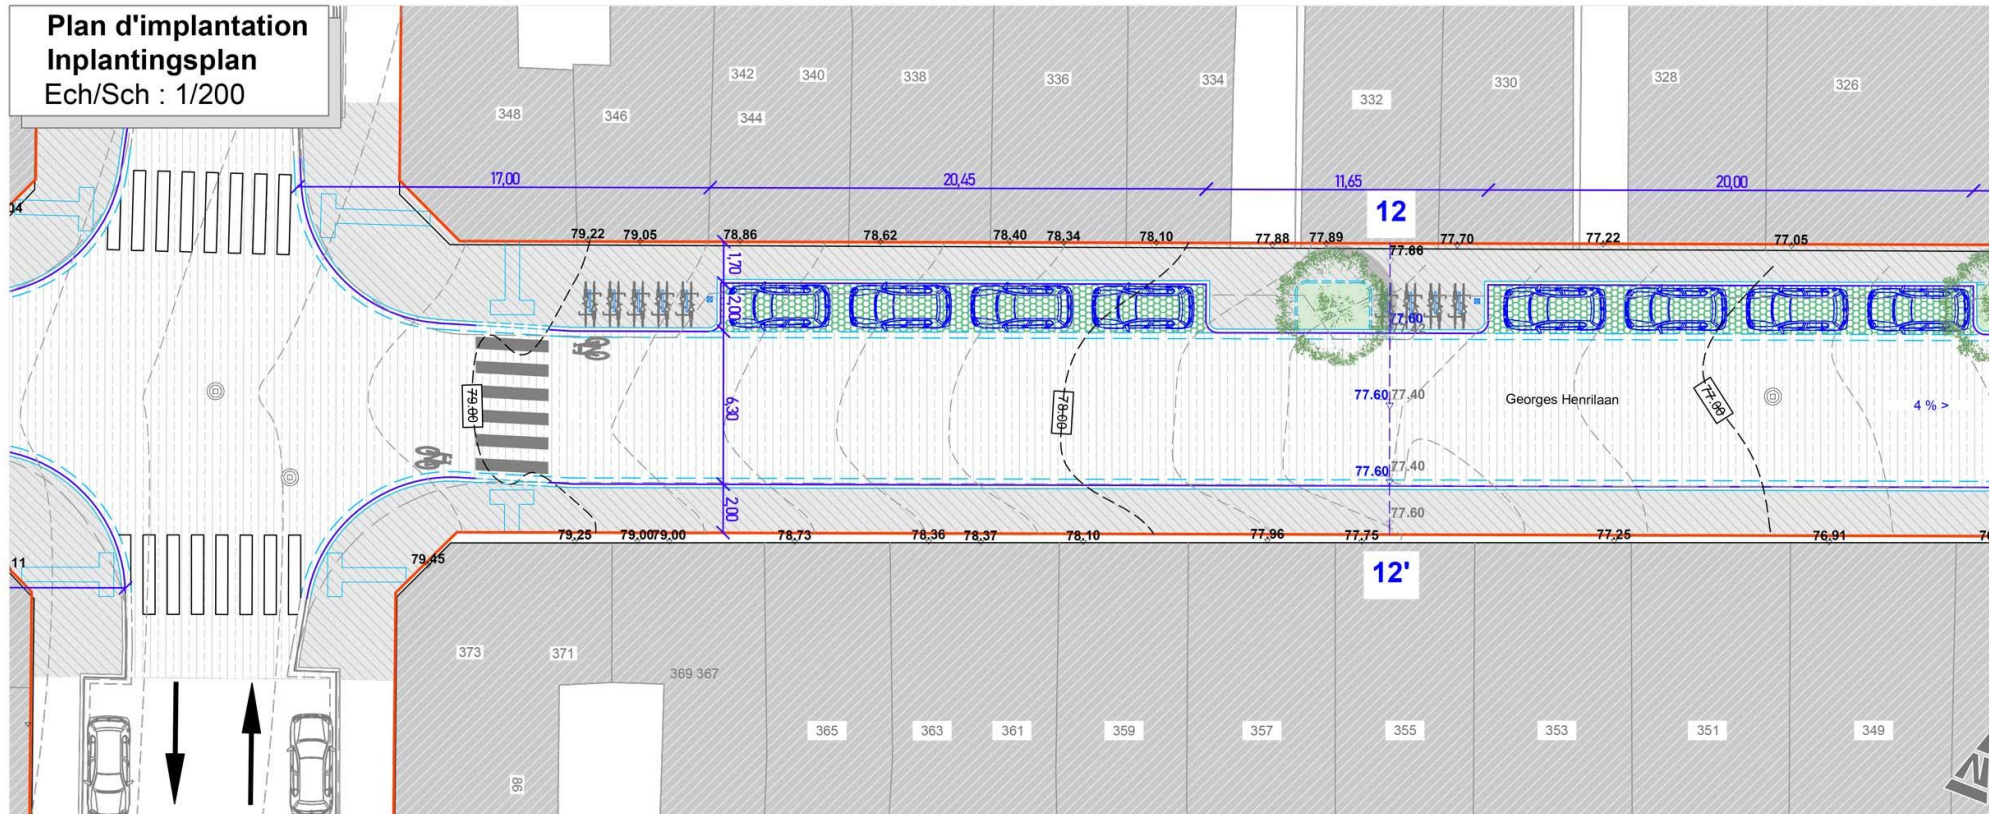 Plan d'implantation
Inplantingsplan
Ech/Sch : 1/200
342 340 338 336 334 332 330 328 326
348 346 344
17,00 20,45 11,65 20,00
12
04
79,22 79,05 78,86 78,62 78,40 78,34 78,10 77,88 77,89 77.66 77,70 77,22 77,05
1,70
2,00
77.60
77.42
6,30
79.00
78.00
77.60 77.40
Georges Henrilaan
77.00
4 % >
77.60 77.40
2,00
77.60
79,25 79,00 79,00 78,73 78,36 78,37 78,10 77,96 77,75 77,25 76,91
11
79,45
12'
373 371
369 367
365 363 361 359 357 355 353 351 349
86
N